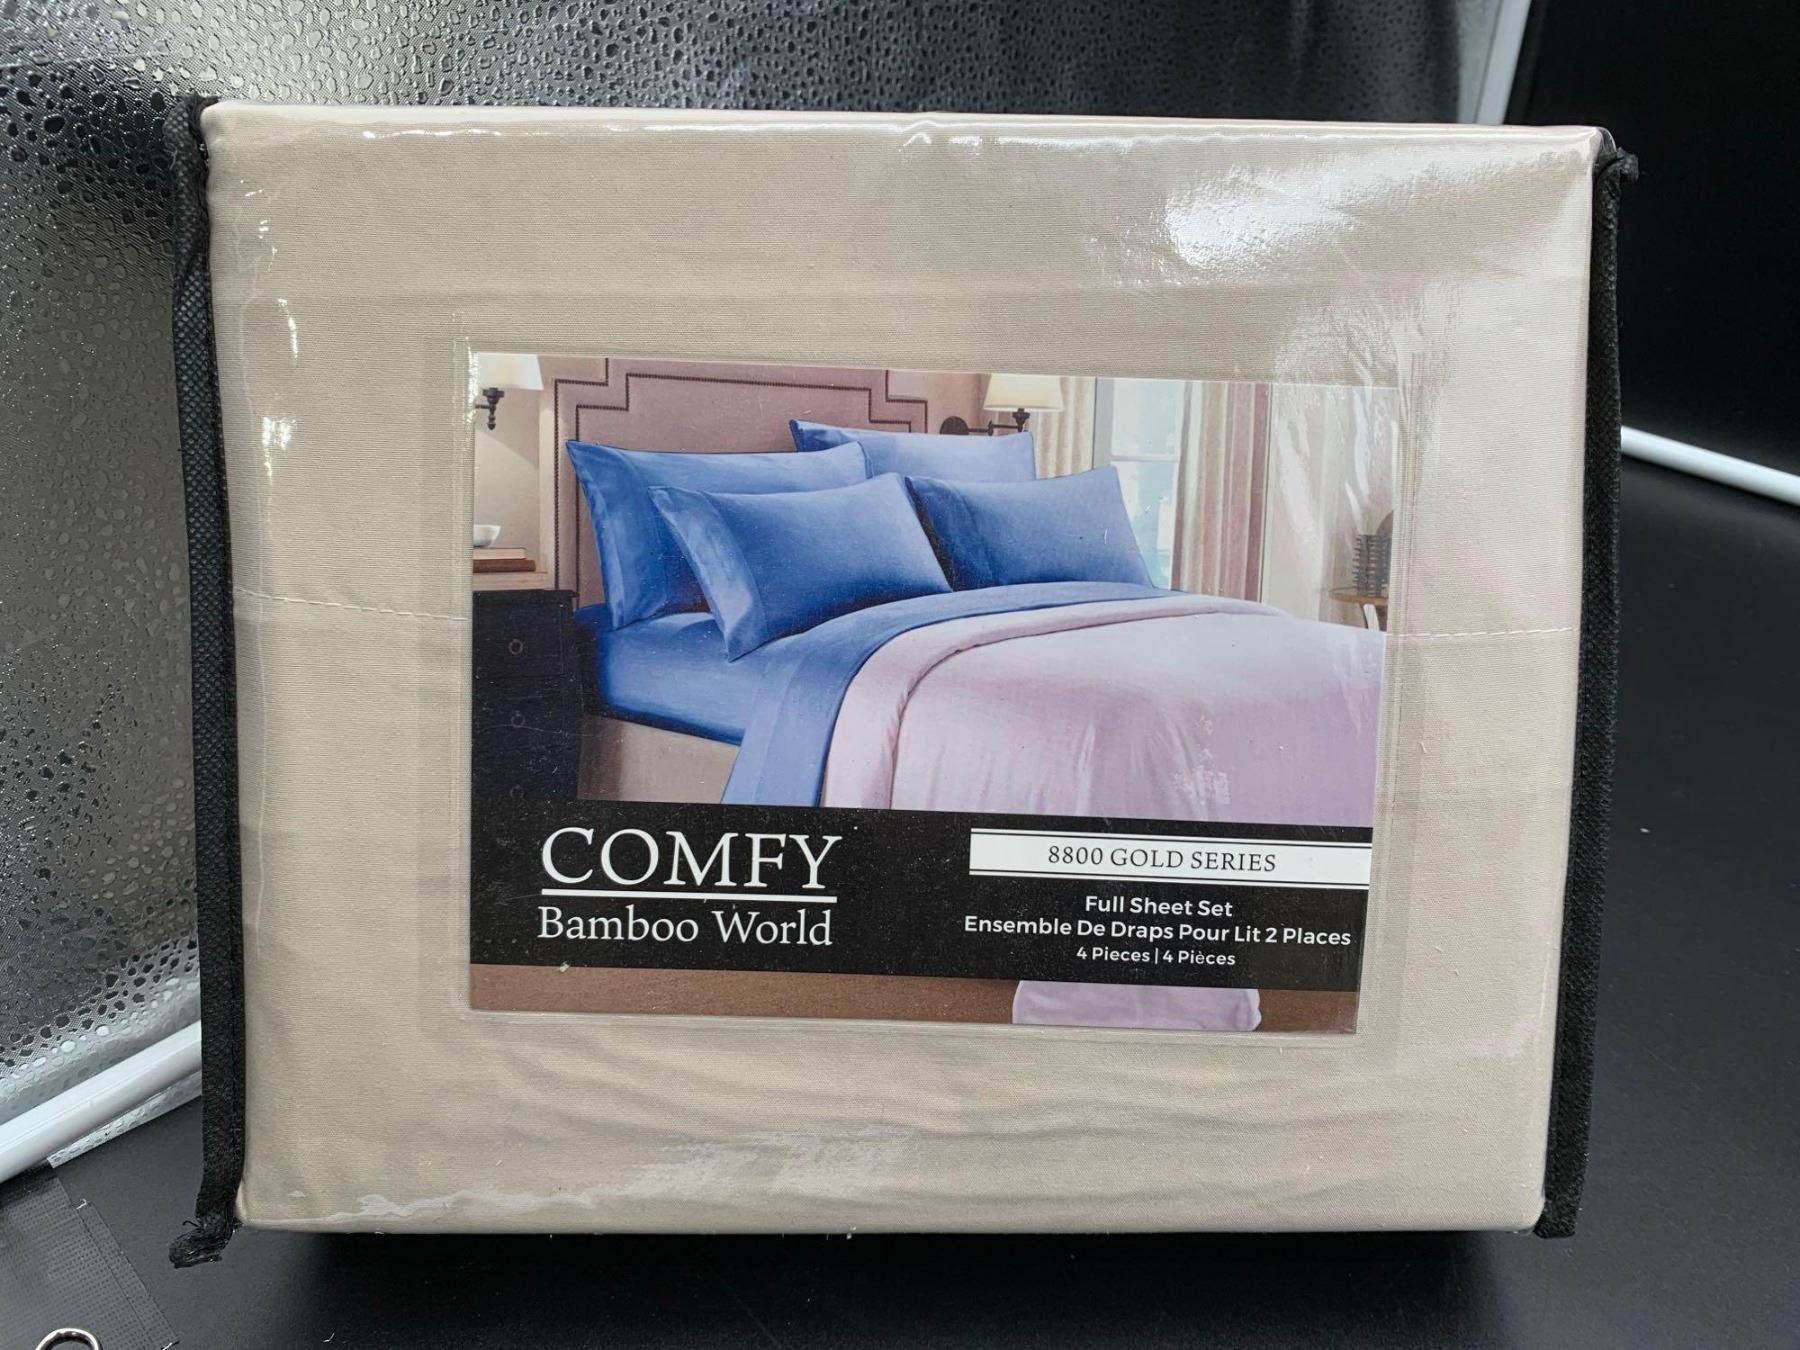 COMFY
Bamboo World
8800 GOLD SERIES
Full Sheet Set
Ensemble De Draps Pour Lit 2 Places
4 Pieces | 4 Pièces